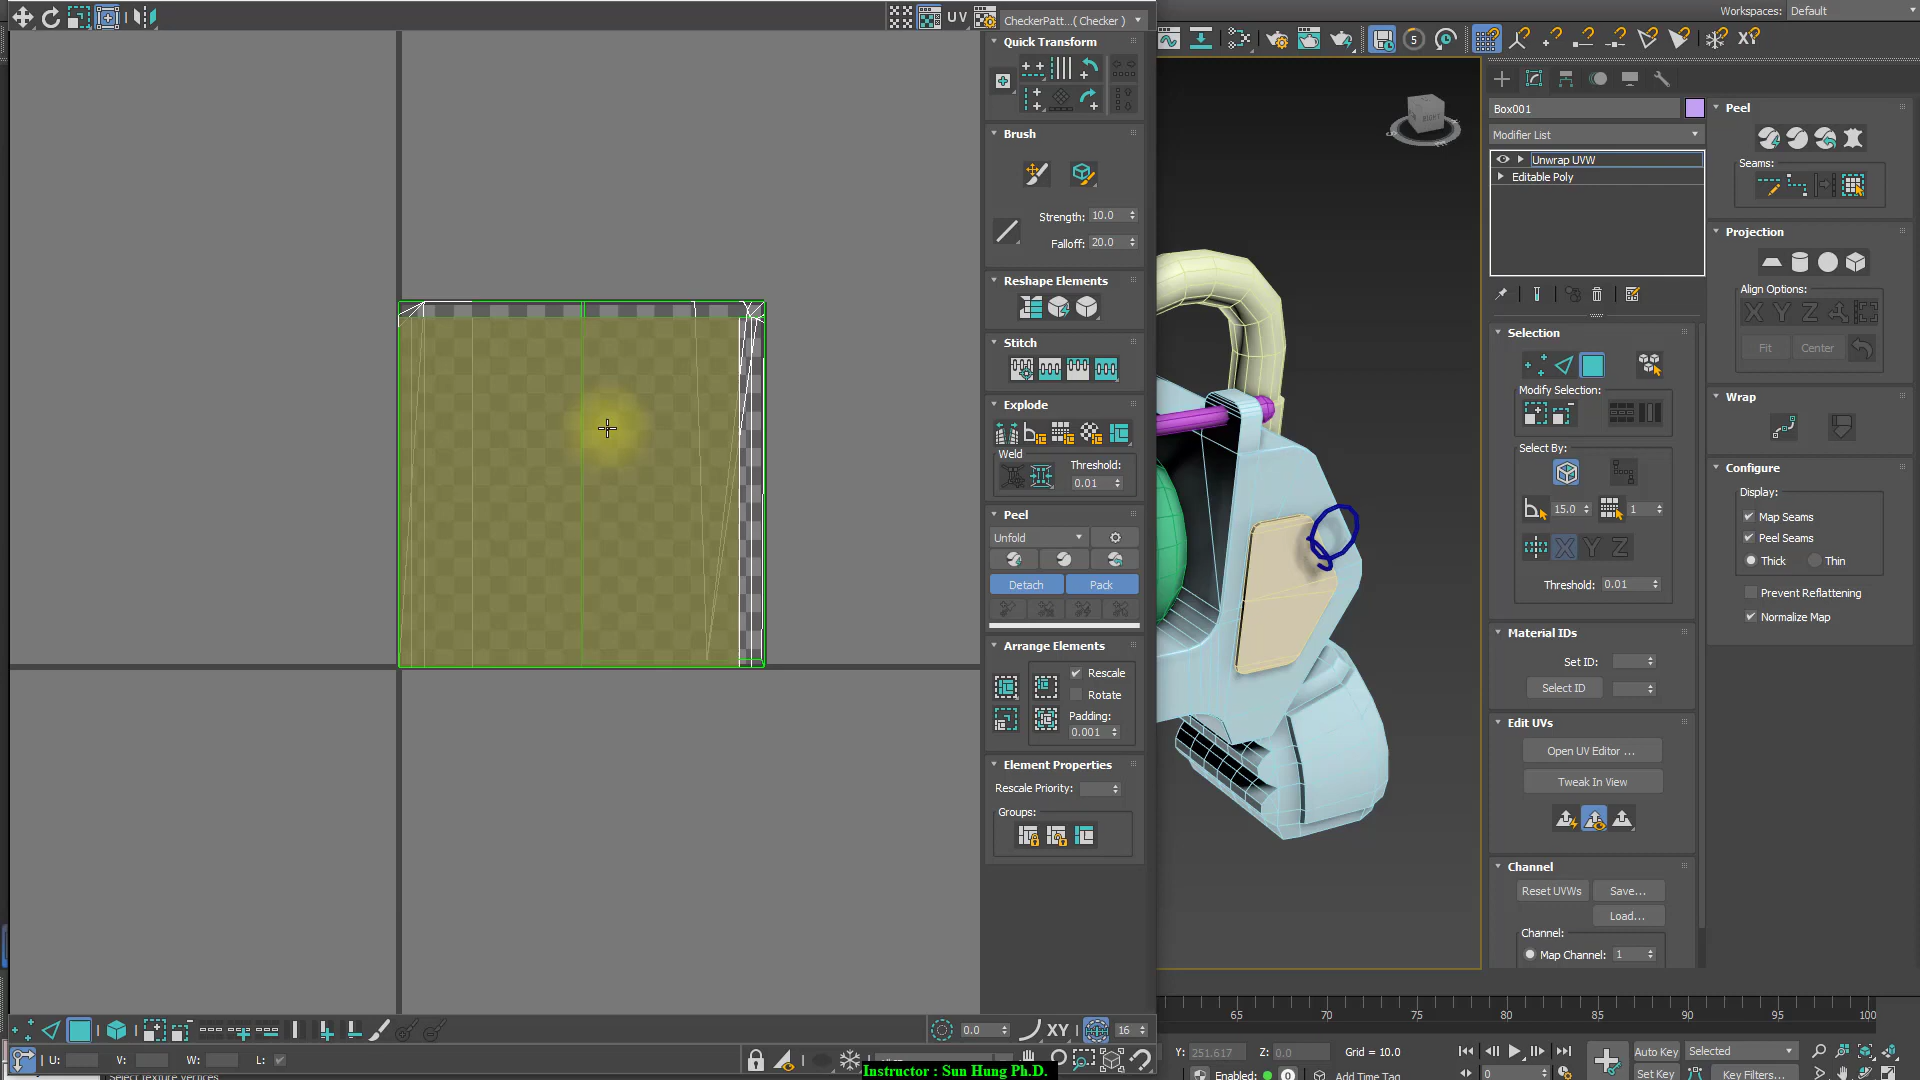 Workspaces: Default
UV
CheckerPatt...( Checker )
XY
Quick Transform
Brush
Strength: 10.0
Falloff: 20.0
Reshape Elements
Stitch
Explode
Weld
Threshold:
0.01
Peel
Unfold
Detach
Pack
Arrange Elements
Rescale
Rotate
Padding:
0.001
Element Properties
Rescale Priority:
Groups:
RIGHT
Box001
Modifier List
Unwrap UVW
Editable Poly
Selection
Modify Selection:
Select By:
15.0
1
X Y Z
Threshold: 0.01
Material IDs
Set ID:
Select ID
Edit UVs
Open UV Editor ...
Tweak In View
Channel
Reset UVWs
Save...
Load...
Channel:
Map Channel: 1
Peel
Seams:
Projection
Align Options:
X Y Z
Fit
Center
Wrap
Configure
Display:
Map Seams
Peel Seams
Thick
Thin
Prevent Reflattening
Normalize Map
65 70 75 80 85 90 95 100
0.0
XY
16
U:
V:
W:
L:
Y: 251.617
Z: 0.0
Grid = 10.0
Auto Key
Selected
Enabled:
0
Add Time Tag
0
Set Key
Key Filters...
Instructor : Sun Hung Ph.D.